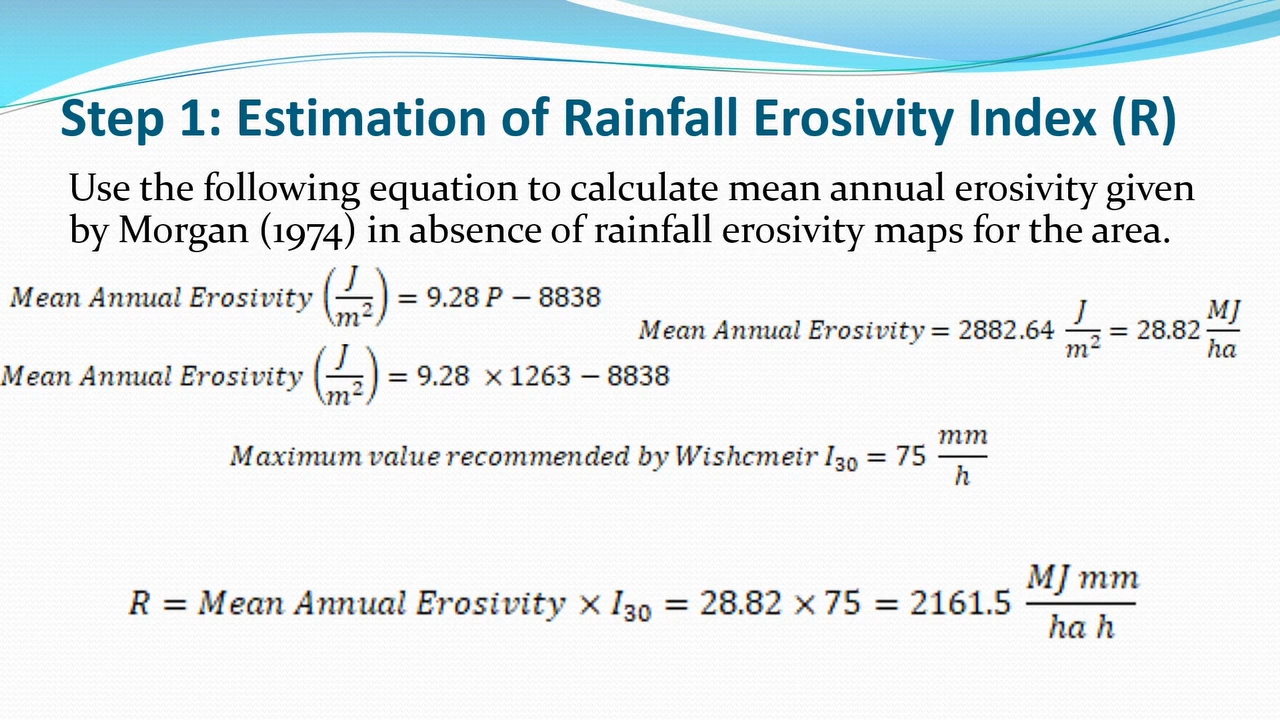 Step 1: Estimation of Rainfall Erosivity Index (R)
Use the following equation to calculate mean annual erosivity given
by Morgan (1974) in absence of rainfall erosivity maps for the area.
Mean Annual Erosivity (J/m²) = 9.28 P − 8838
Mean Annual Erosivity = 2882.64 J/m² = 28.82 MJ/ha
Mean Annual Erosivity (J/m²) = 9.28 × 1263 − 8838
Maximum value recommended by Wishcmeir I₃₀ = 75 mm/h
R = Mean Annual Erosivity × I₃₀ = 28.82 × 75 = 2161.5 MJ mm/ha h